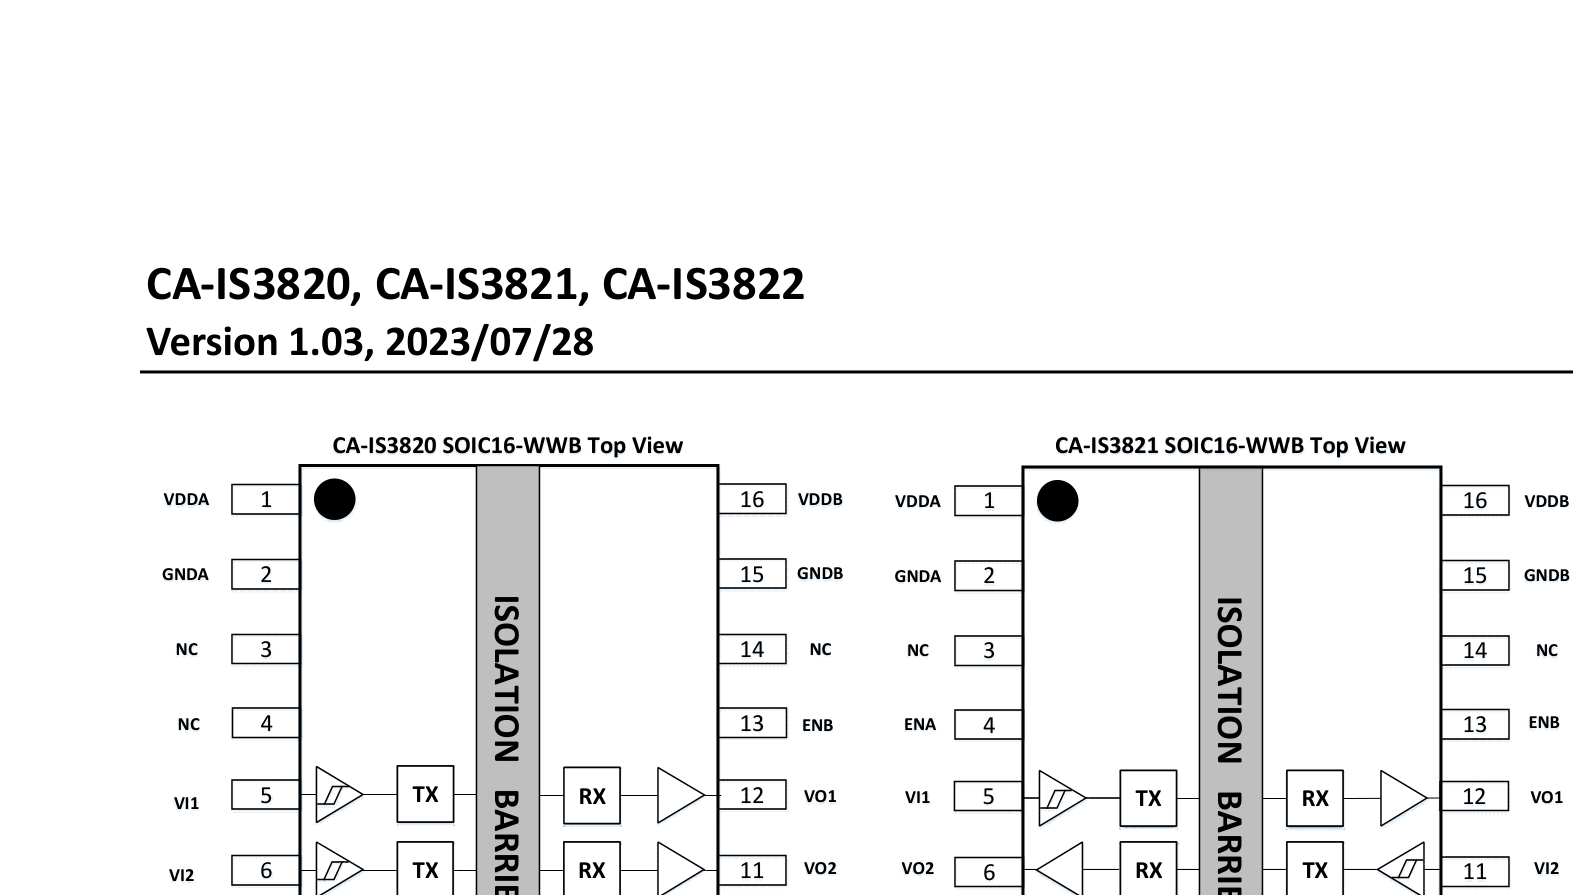 CA-IS3820, CA-IS3821, CA-IS3822
Version 1.03, 2023/07/28
CA-IS3820 SOIC16-WWB Top View
VDDA 1 16 VDDB
GNDA 2 15 GNDB
NC 3 14 NC
NC 4 13 ENB
VI1 5 TX RX 12 VO1
VI2 6 TX RX 11 VO2
ISOLATION BARRIE
CA-IS3821 SOIC16-WWB Top View
VDDA 1 16 VDDB
GNDA 2 15 GNDB
NC 3 14 NC
ENA 4 13 ENB
VI1 5 TX RX 12 VO1
VO2 6 RX TX 11 VI2
ISOLATION BARRIE